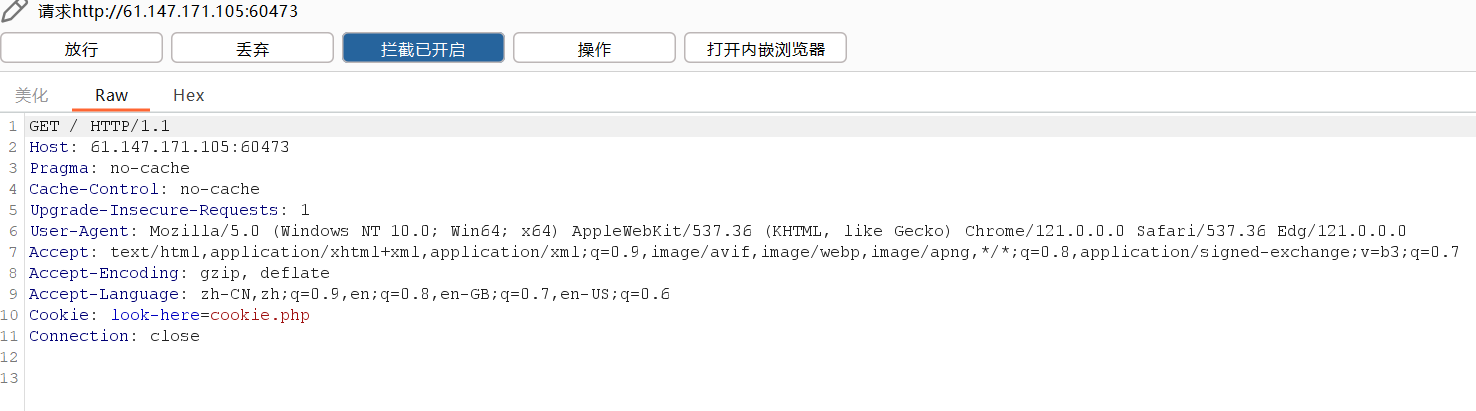 请求http://61.147.171.105:60473
放行 丢弃 拦截已开启 操作 打开内嵌浏览器
美化 Raw Hex
1 GET / HTTP/1.1
2 Host: 61.147.171.105:60473
3 Pragma: no-cache
4 Cache-Control: no-cache
5 Upgrade-Insecure-Requests: 1
6 User-Agent: Mozilla/5.0 (Windows NT 10.0; Win64; x64) AppleWebKit/537.36 (KHTML, like Gecko) Chrome/121.0.0.0 Safari/537.36 Edg/121.0.0.0
7 Accept: text/html,application/xhtml+xml,application/xml;q=0.9,image/avif,image/webp,image/apng,*/*;q=0.8,application/signed-exchange;v=b3;q=0.7
8 Accept-Encoding: gzip, deflate
9 Accept-Language: zh-CN,zh;q=0.9,en;q=0.8,en-GB;q=0.7,en-US;q=0.6
10 Cookie: look-here=cookie.php
11 Connection: close
12
13